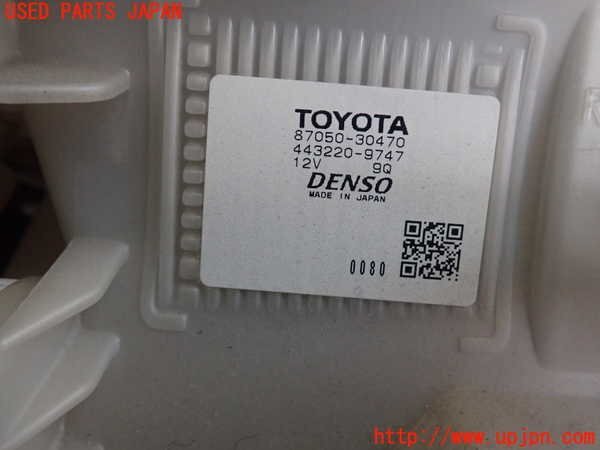 USED PARTS JAPAN
TOYOTA
87050-30470
443220-9747
12V 9Q
DENSO
MADE IN JAPAN
0080
http://www.upjpn.com/